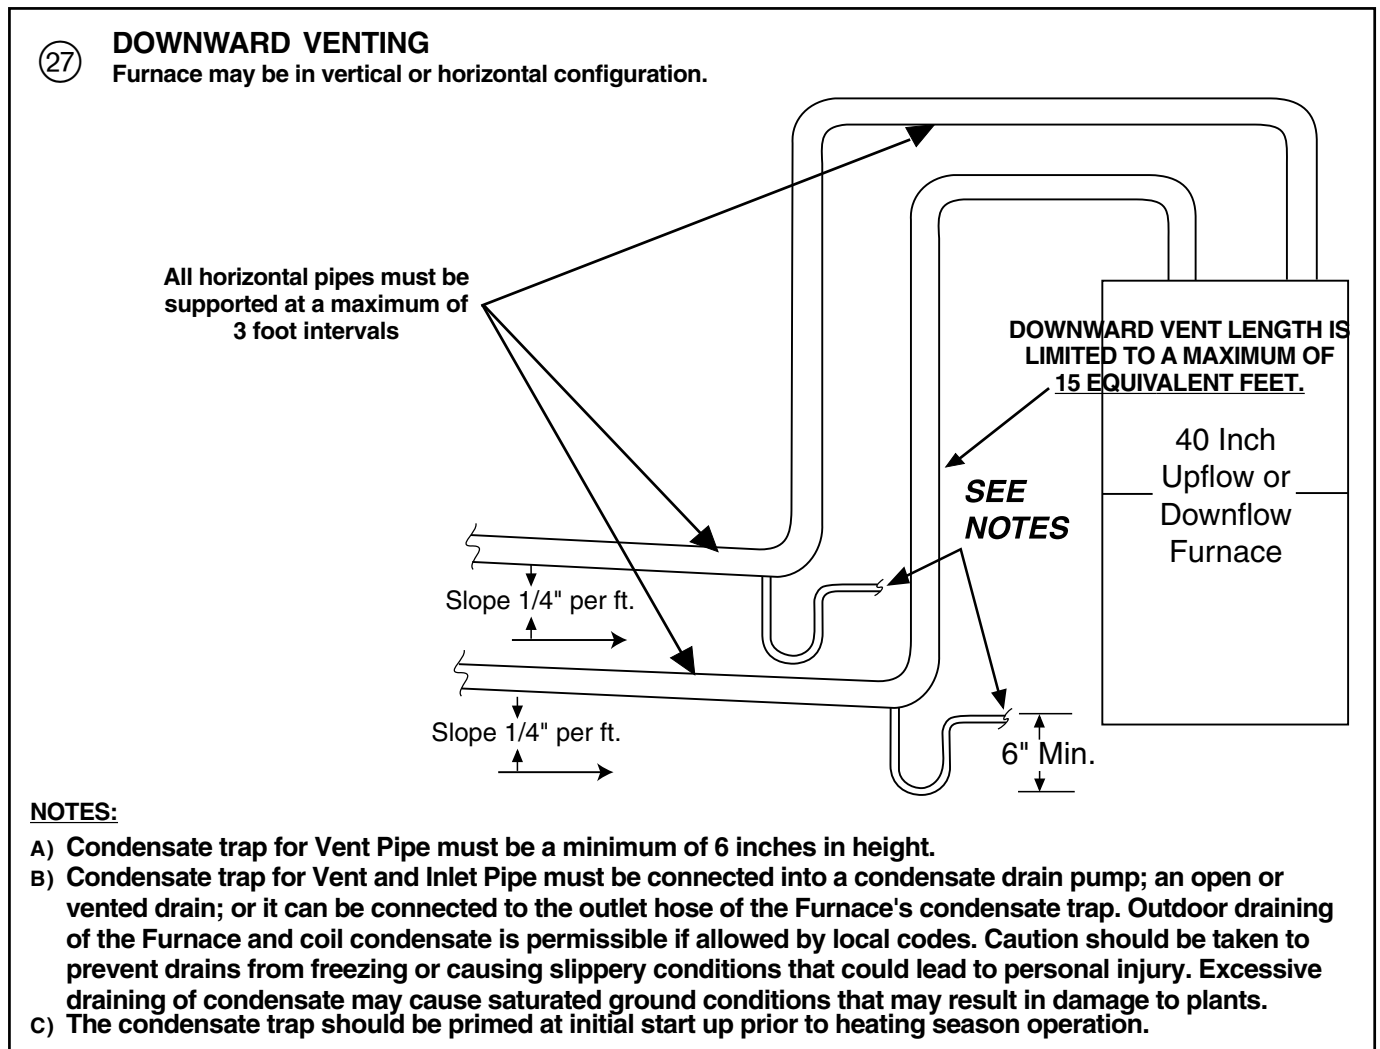 27
DOWNWARD VENTING
Furnace may be in vertical or horizontal configuration.
All horizontal pipes must be
supported at a maximum of
3 foot intervals
DOWNWARD VENT LENGTH IS
LIMITED TO A MAXIMUM OF
15 EQUIVALENT FEET.
40 Inch
Upflow or
Downflow
Furnace
SEE
NOTES
Slope 1/4" per ft.
Slope 1/4" per ft.
6" Min.
NOTES:
A) Condensate trap for Vent Pipe must be a minimum of 6 inches in height.
B) Condensate trap for Vent and Inlet Pipe must be connected into a condensate drain pump; an open or
vented drain; or it can be connected to the outlet hose of the Furnace's condensate trap. Outdoor draining
of the Furnace and coil condensate is permissible if allowed by local codes. Caution should be taken to
prevent drains from freezing or causing slippery conditions that could lead to personal injury. Excessive
draining of condensate may cause saturated ground conditions that may result in damage to plants.
C) The condensate trap should be primed at initial start up prior to heating season operation.